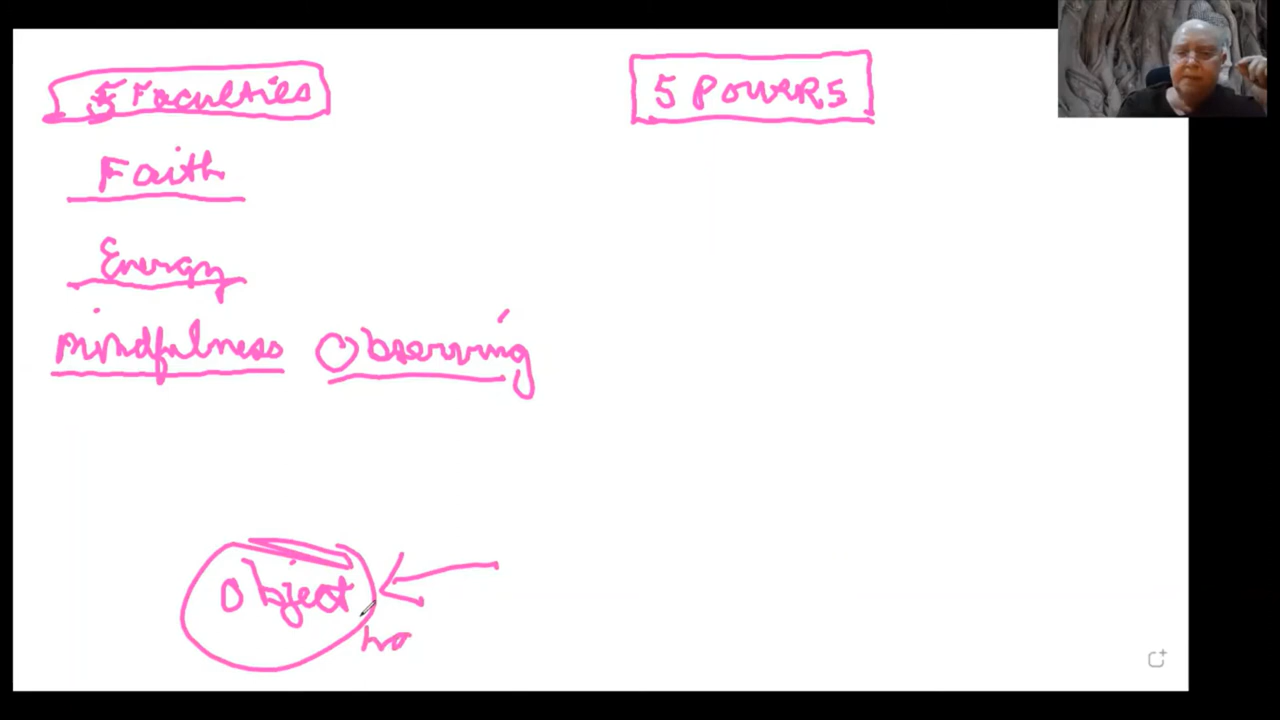 5 Faculties
5 POWERS
Faith
Energy
Mindfulness Observing
Object